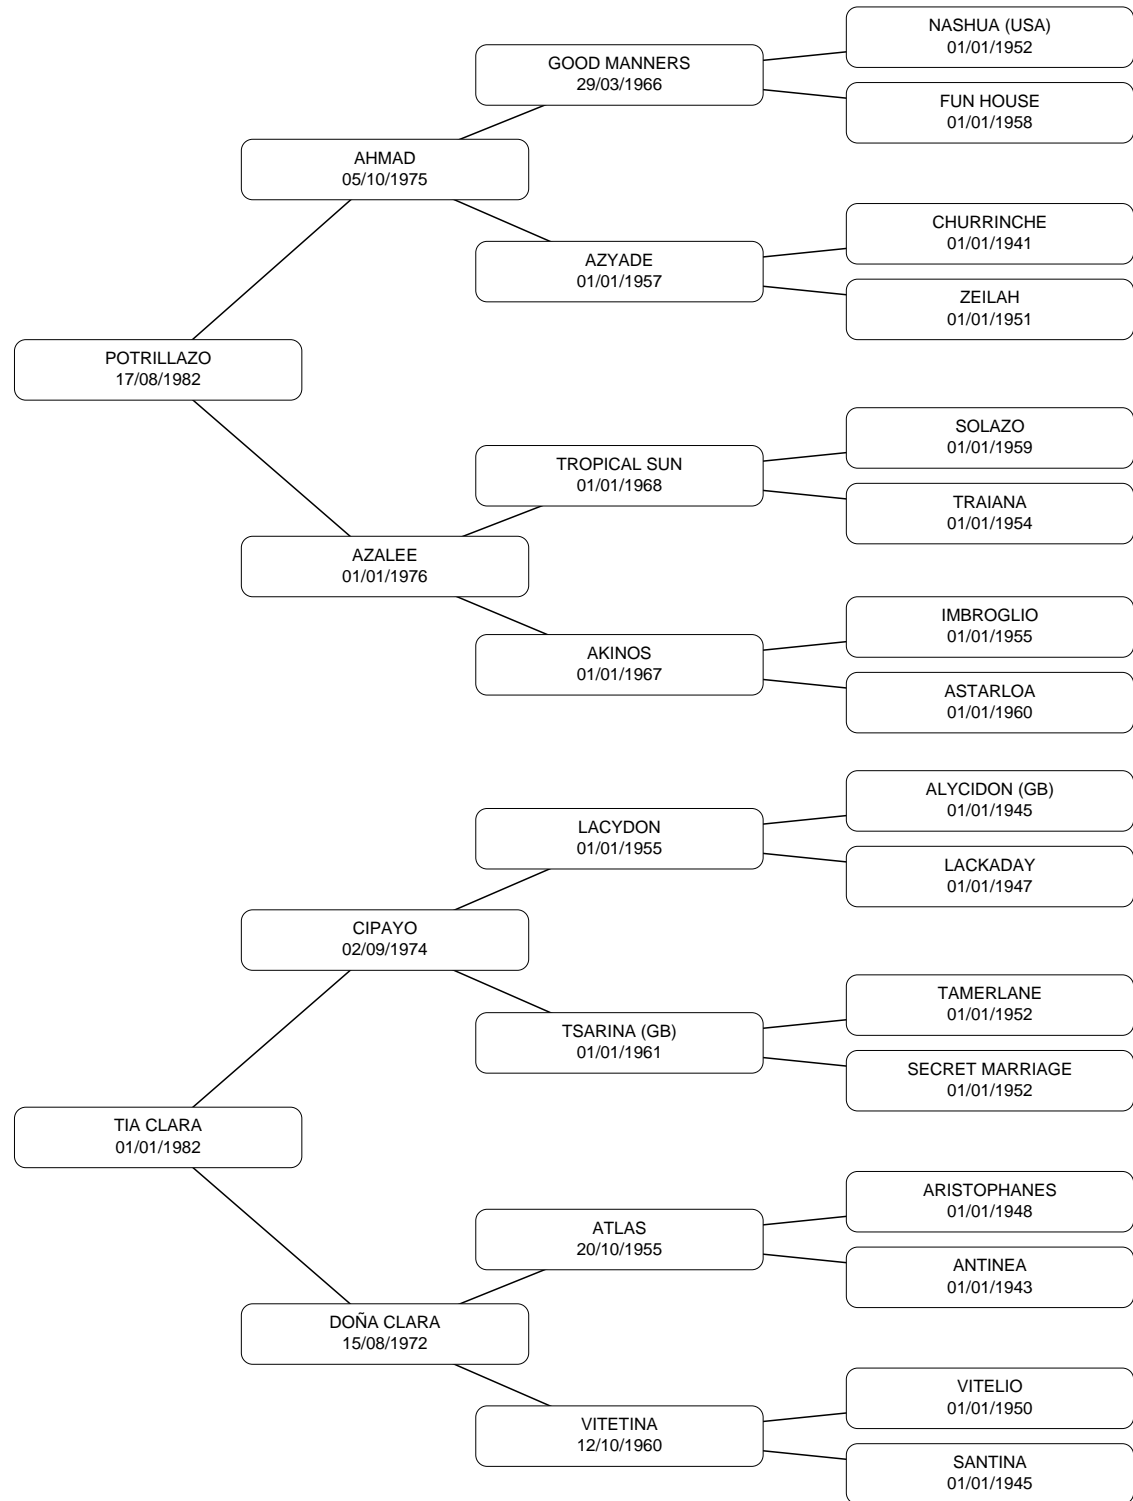 NASHUA (USA)
01/01/1952
GOOD MANNERS
29/03/1966
FUN HOUSE
01/01/1958
AHMAD
05/10/1975
CHURRINCHE
01/01/1941
AZYADE
01/01/1957
ZEILAH
01/01/1951
POTRILLAZO
17/08/1982
SOLAZO
01/01/1959
TROPICAL SUN
01/01/1968
TRAIANA
01/01/1954
AZALEE
01/01/1976
IMBROGLIO
01/01/1955
AKINOS
01/01/1967
ASTARLOA
01/01/1960
ALYCIDON (GB)
01/01/1945
LACYDON
01/01/1955
LACKADAY
01/01/1947
CIPAYO
02/09/1974
TAMERLANE
01/01/1952
TSARINA (GB)
01/01/1961
SECRET MARRIAGE
01/01/1952
TIA CLARA
01/01/1982
ARISTOPHANES
01/01/1948
ATLAS
20/10/1955
ANTINEA
01/01/1943
DOÑA CLARA
15/08/1972
VITELIO
01/01/1950
VITETINA
12/10/1960
SANTINA
01/01/1945